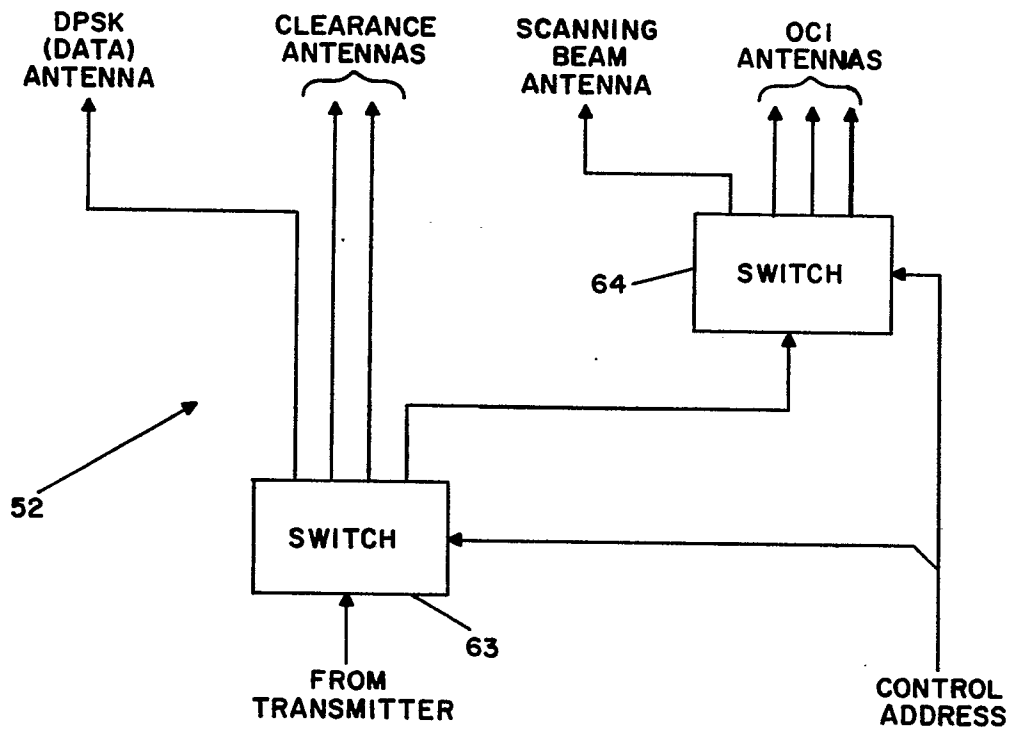 DPSK
(DATA)
ANTENNA
CLEARANCE
ANTENNAS
SCANNING
BEAM
ANTENNA
OCI
ANTENNAS
SWITCH
64
52
SWITCH
63
FROM
TRANSMITTER
CONTROL
ADDRESS